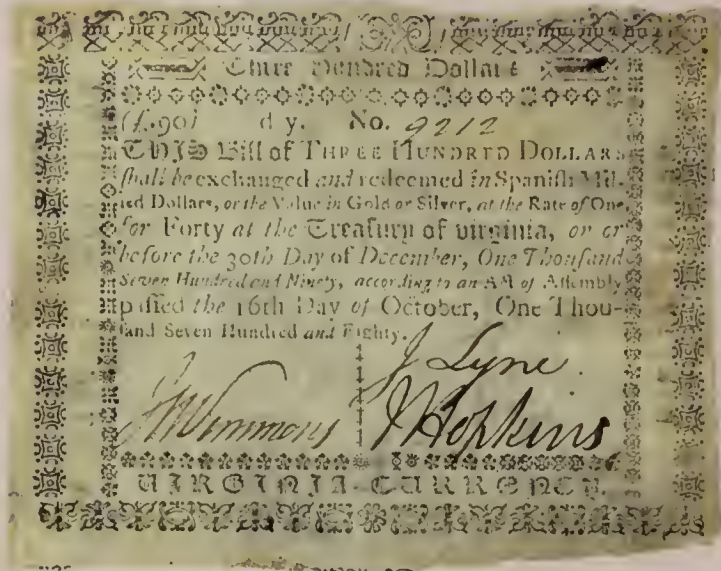 Three Hundred Dollars
(£.90) No. 9212
THIS Bill of THREE HUNDRED DOLLARS
ſhall be exchanged and redeemed in Spaniſh Mil-
led Dollars, or the Value in Gold or Silver, at the Rate of One
for Forty at the Treaſury of virginia, on or
before the 30th Day of December, One Thouſand
Seven Hundred and Ninety, according to an Act of Aſſembly
paſſed the 16th Day of October, One Thou-
ſand Seven Hundred and Eighty.
J Lyne.
Simmons J Hopkins
VIRGINIA-CURRENCY.